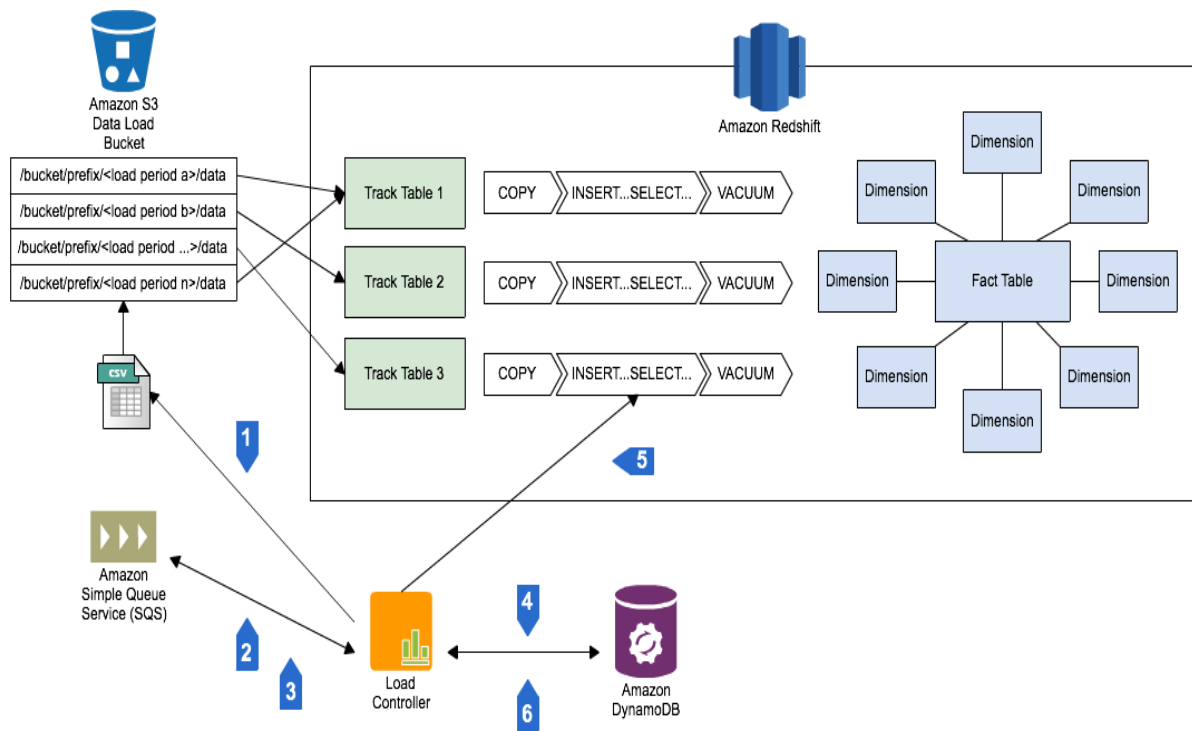 Amazon S3
Data Load
Bucket
/bucket/prefix/<load period a>/data
/bucket/prefix/<load period b>/data
/bucket/prefix/<load period ...>/data
/bucket/prefix/<load period n>/data
CSV
Amazon Redshift
Track Table 1
COPY
INSERT...SELECT...
VACUUM
Track Table 2
COPY
INSERT...SELECT...
VACUUM
Track Table 3
COPY
INSERT...SELECT...
VACUUM
Dimension
Dimension
Dimension
Dimension
Fact Table
Dimension
Dimension
Dimension
Dimension
1
5
Amazon
Simple Queue
Service (SQS)
2
3
4
6
Load
Controller
Amazon
DynamoDB